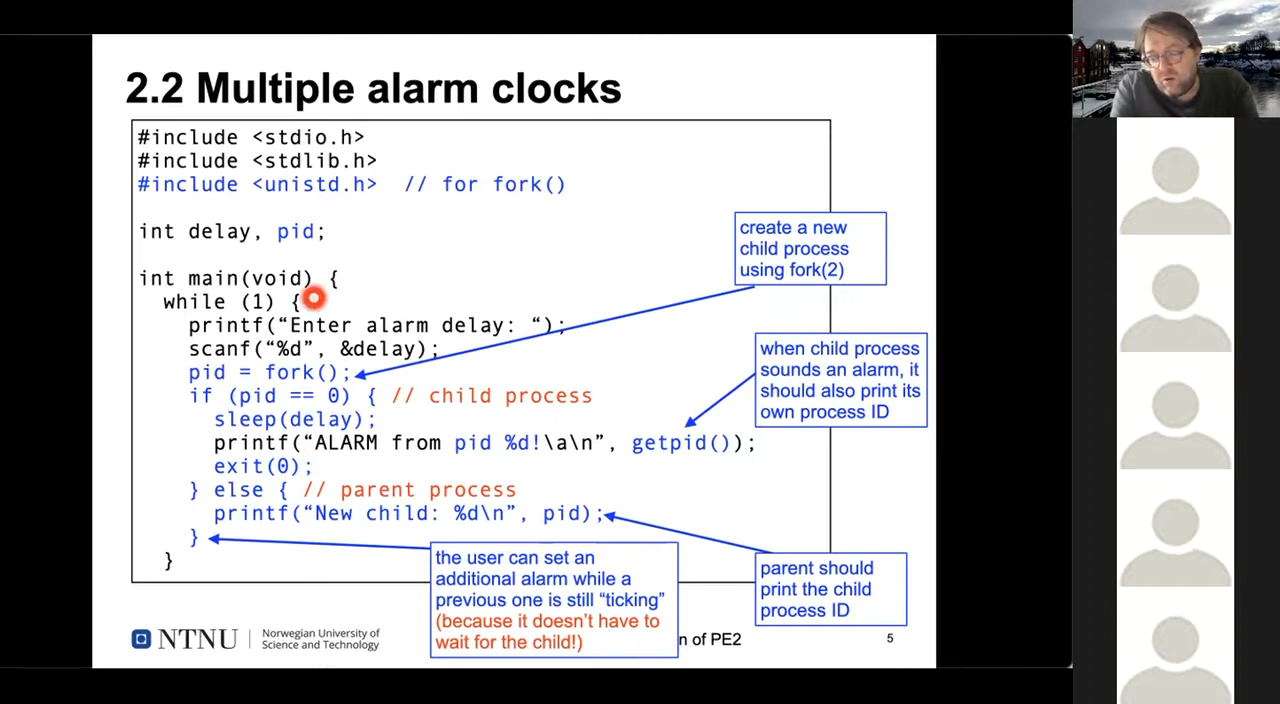 2.2 Multiple alarm clocks
#include <stdio.h>
#include <stdlib.h>
#include <unistd.h>  // for fork()
int delay, pid;
int main(void) {
while (1) {
printf(“Enter alarm delay: “);
scanf(“%d”, &delay);
pid = fork();
if (pid == 0) { // child process
sleep(delay);
printf(“ALARM from pid %d!\a\n”, getpid());
exit(0);
} else { // parent process
printf(“New child: %d\n”, pid);
}
}
create a new
child process
using fork(2)
when child process
sounds an alarm, it
should also print its
own process ID
the user can set an
additional alarm while a
previous one is still “ticking”
(because it doesn’t have to
wait for the child!)
parent should
print the child
process ID
NTNU
Norwegian University of
Science and Technology
n of PE2
5